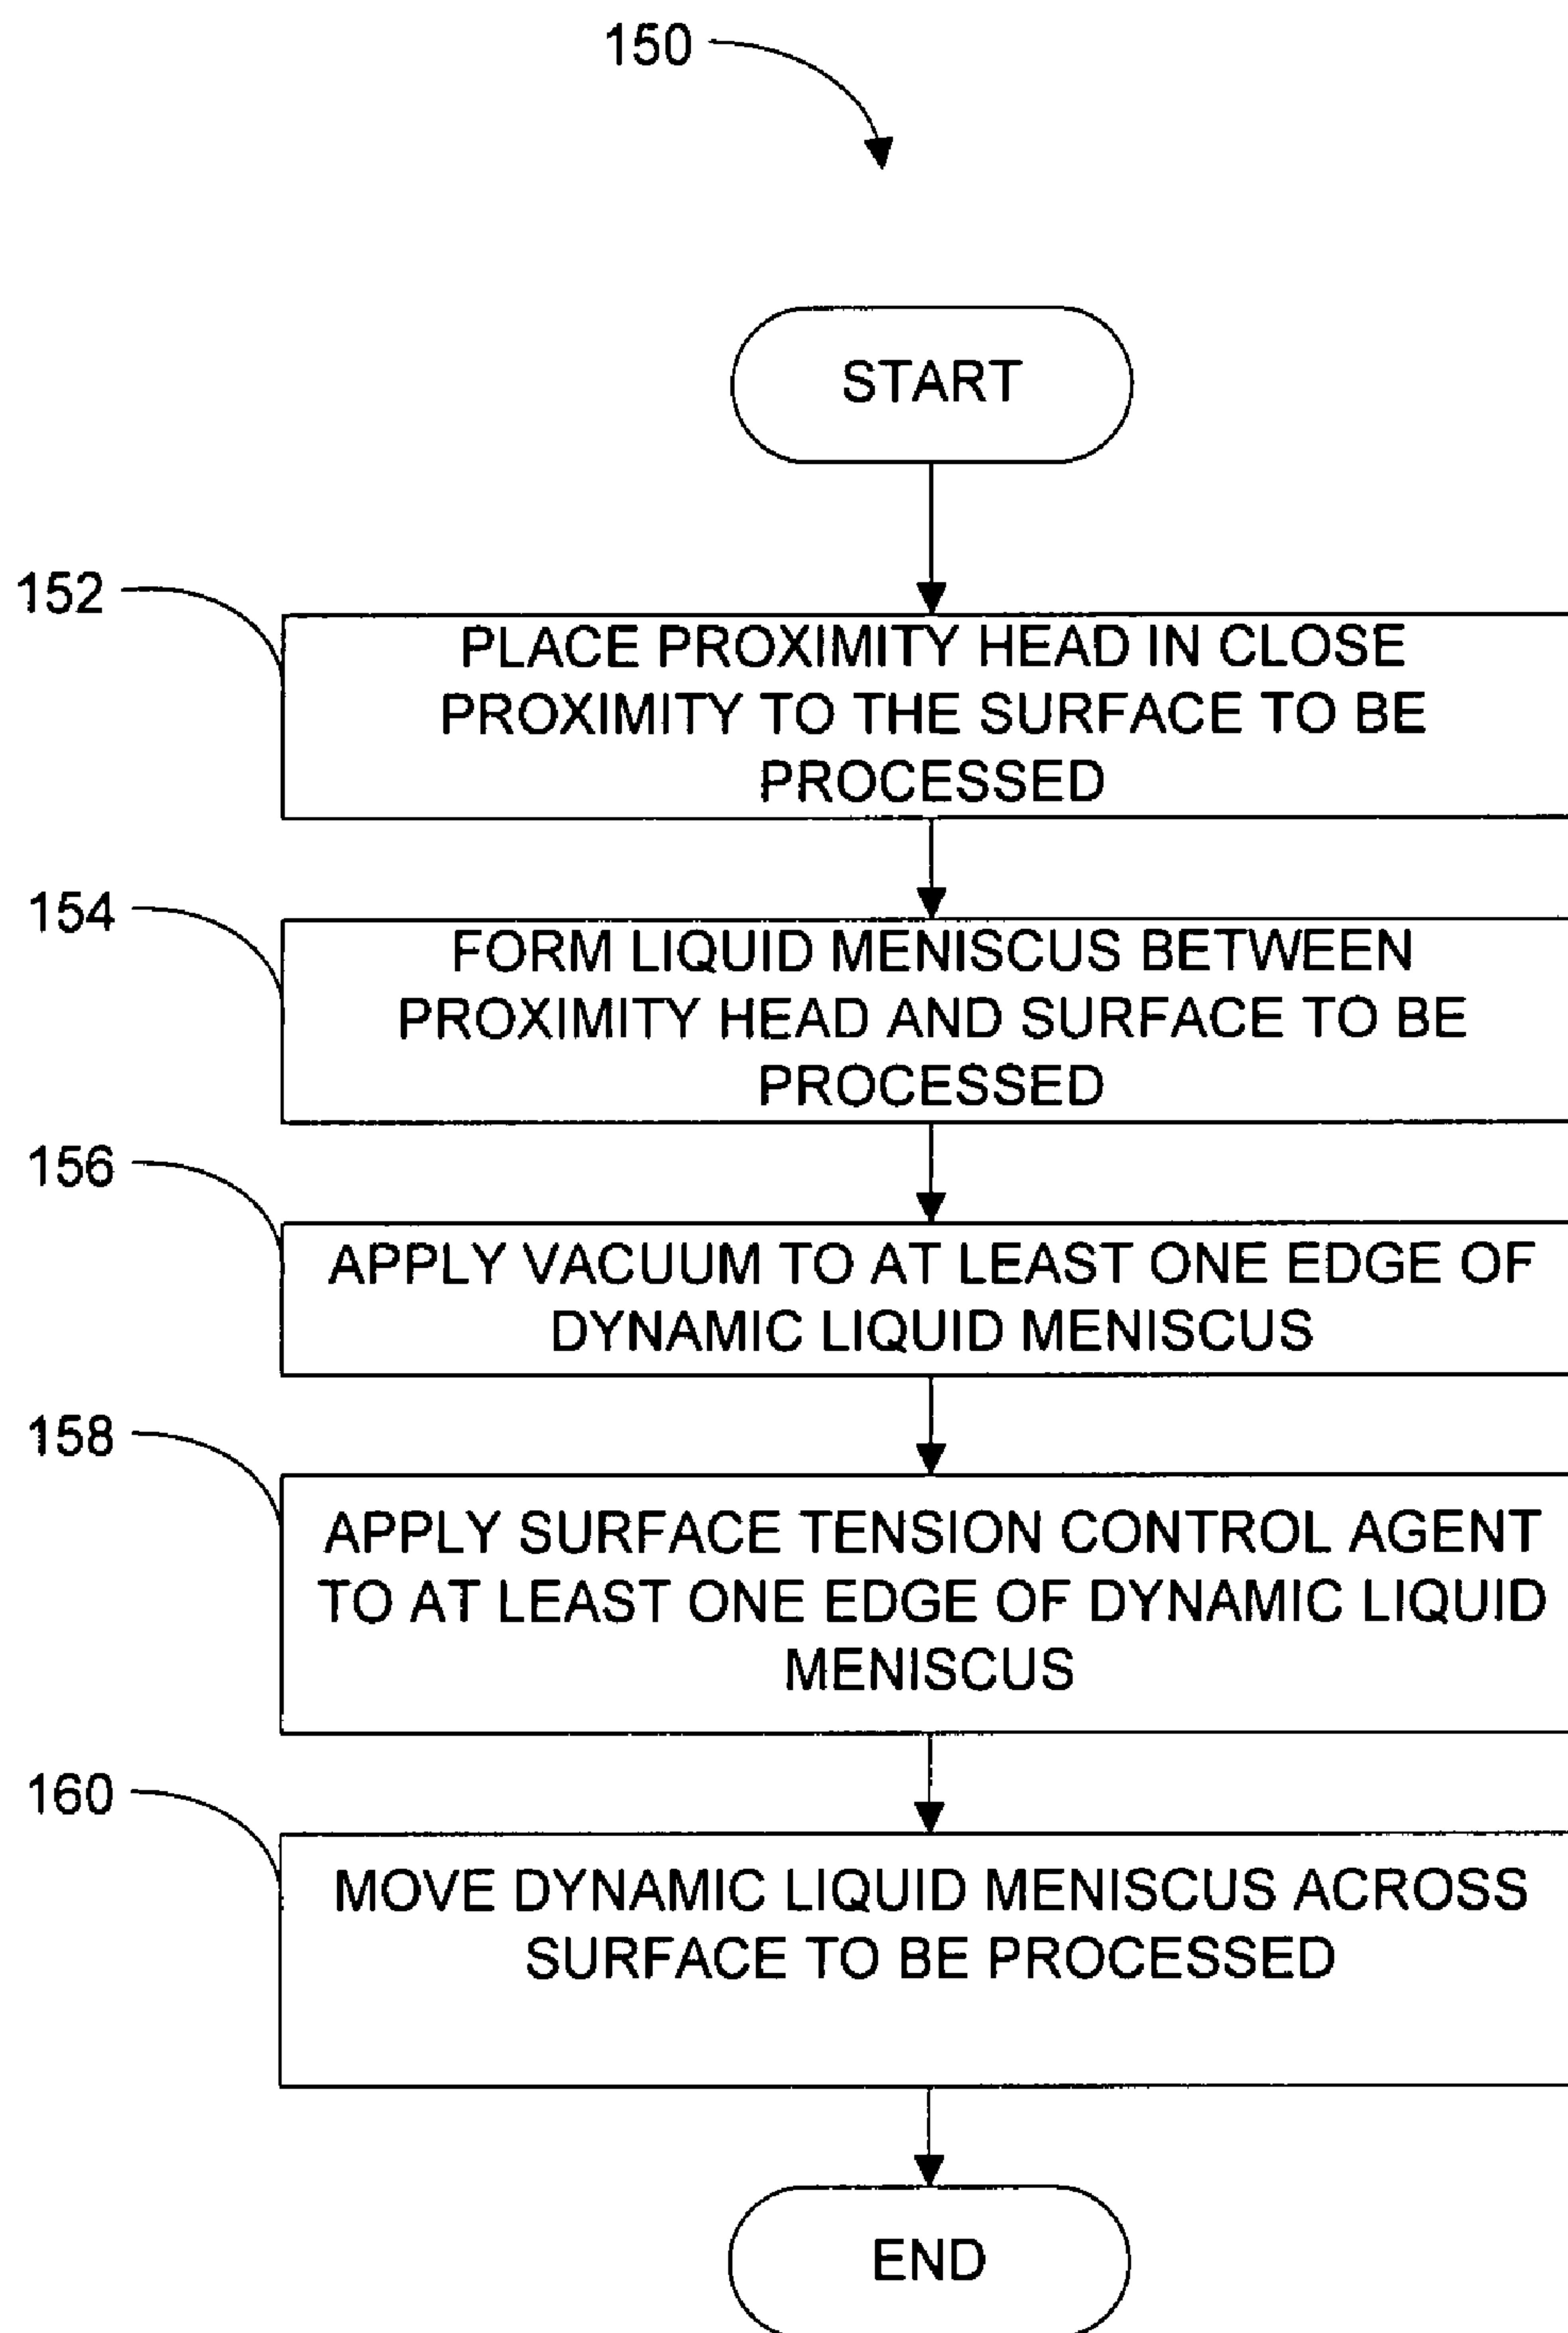 150
START
152
PLACE PROXIMITY HEAD IN CLOSE
PROXIMITY TO THE SURFACE TO BE
PROCESSED
154
FORM LIQUID MENISCUS BETWEEN
PROXIMITY HEAD AND SURFACE TO BE
PROCESSED
156
APPLY VACUUM TO AT LEAST ONE EDGE OF
DYNAMIC LIQUID MENISCUS
158
APPLY SURFACE TENSION CONTROL AGENT
TO AT LEAST ONE EDGE OF DYNAMIC LIQUID
MENISCUS
160
MOVE DYNAMIC LIQUID MENISCUS ACROSS
SURFACE TO BE PROCESSED
END